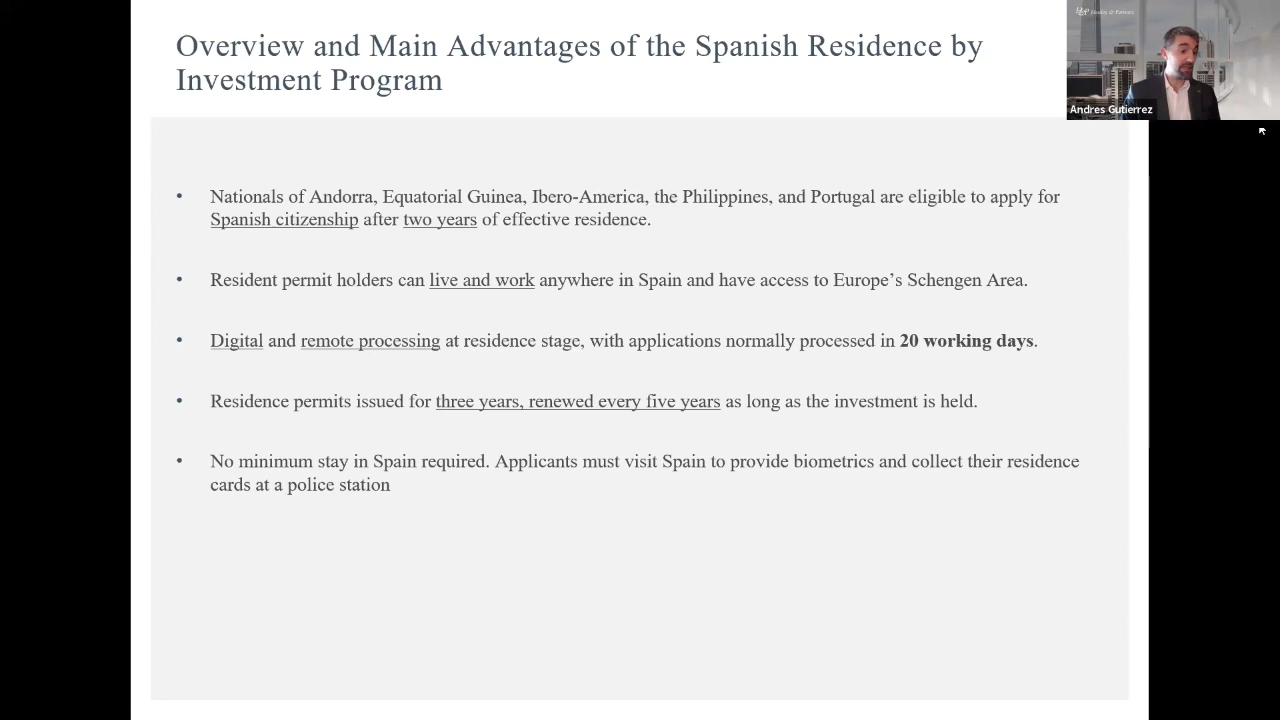 Overview and Main Advantages of the Spanish Residence by
Investment Program
Henley & Partners
Andres Gutierrez
• Nationals of Andorra, Equatorial Guinea, Ibero-America, the Philippines, and Portugal are eligible to apply for
Spanish citizenship after two years of effective residence.
• Resident permit holders can live and work anywhere in Spain and have access to Europe’s Schengen Area.
• Digital and remote processing at residence stage, with applications normally processed in 20 working days.
• Residence permits issued for three years, renewed every five years as long as the investment is held.
• No minimum stay in Spain required. Applicants must visit Spain to provide biometrics and collect their residence
cards at a police station